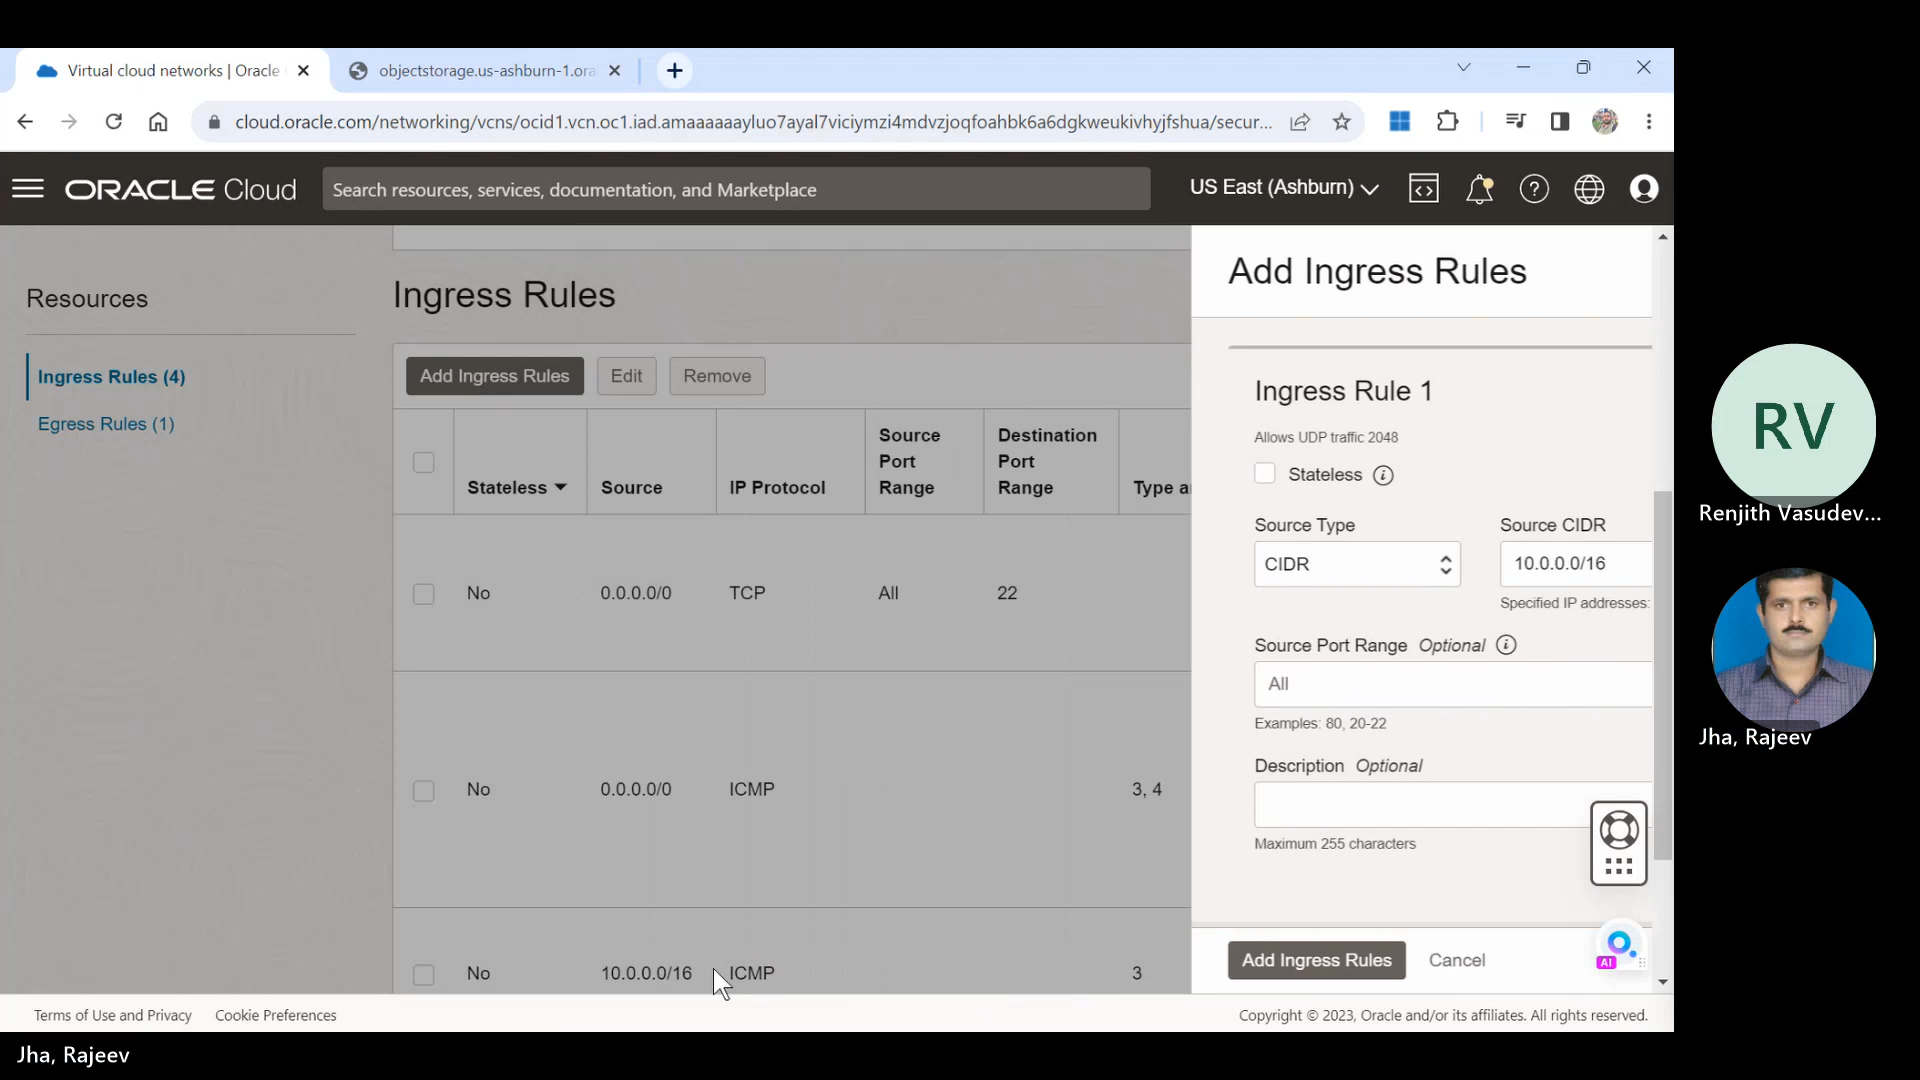 Virtual cloud networks | Oracle
objectstorage.us-ashburn-1.ora
cloud.oracle.com/networking/vcns/ocid1.vcn.oc1.iad.amaaaaaayluo7ayal7viciymzi4mdvzjoqfoahbk6a6dgkweukivhyjfshua/secur...
ORACLE Cloud
Search resources, services, documentation, and Marketplace
US East (Ashburn)
Resources
Ingress Rules (4)
Egress Rules (1)
Ingress Rules
Add Ingress Rules Edit Remove
Stateless Source IP Protocol Source Port Range Destination Port Range Type a
No 0.0.0.0/0 TCP All 22
No 0.0.0.0/0 ICMP 3, 4
No 10.0.0.0/16 ICMP 3
Add Ingress Rules
Ingress Rule 1
Allows UDP traffic 2048
Stateless
Source Type Source CIDR
CIDR 10.0.0.0/16
Specified IP addresses:
Source Port Range Optional
All
Examples: 80, 20-22
Description Optional
Maximum 255 characters
Add Ingress Rules Cancel
AI
Terms of Use and Privacy Cookie Preferences
Copyright © 2023, Oracle and/or its affiliates. All rights reserved.
RV
Renjith Vasudev...
Jha, Rajeev
Jha, Rajeev